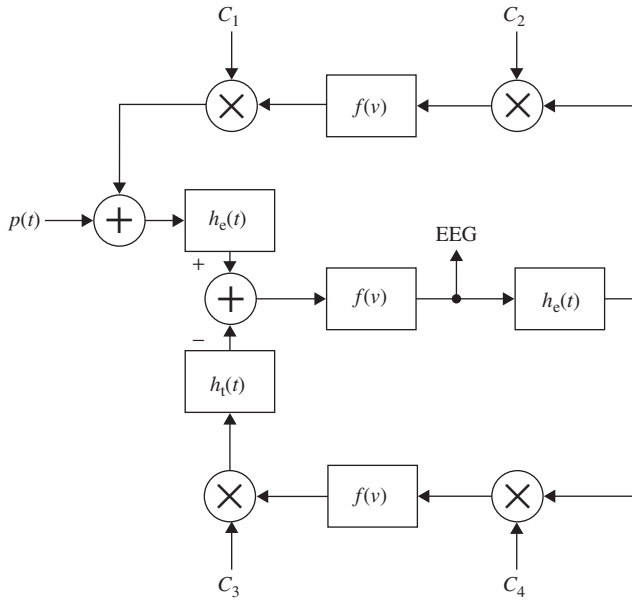 C1
C2
f(v)
p(t)
+
he(t)
+
+
EEG
f(v)
he(t)
−
ht(t)
f(v)
C3
C4